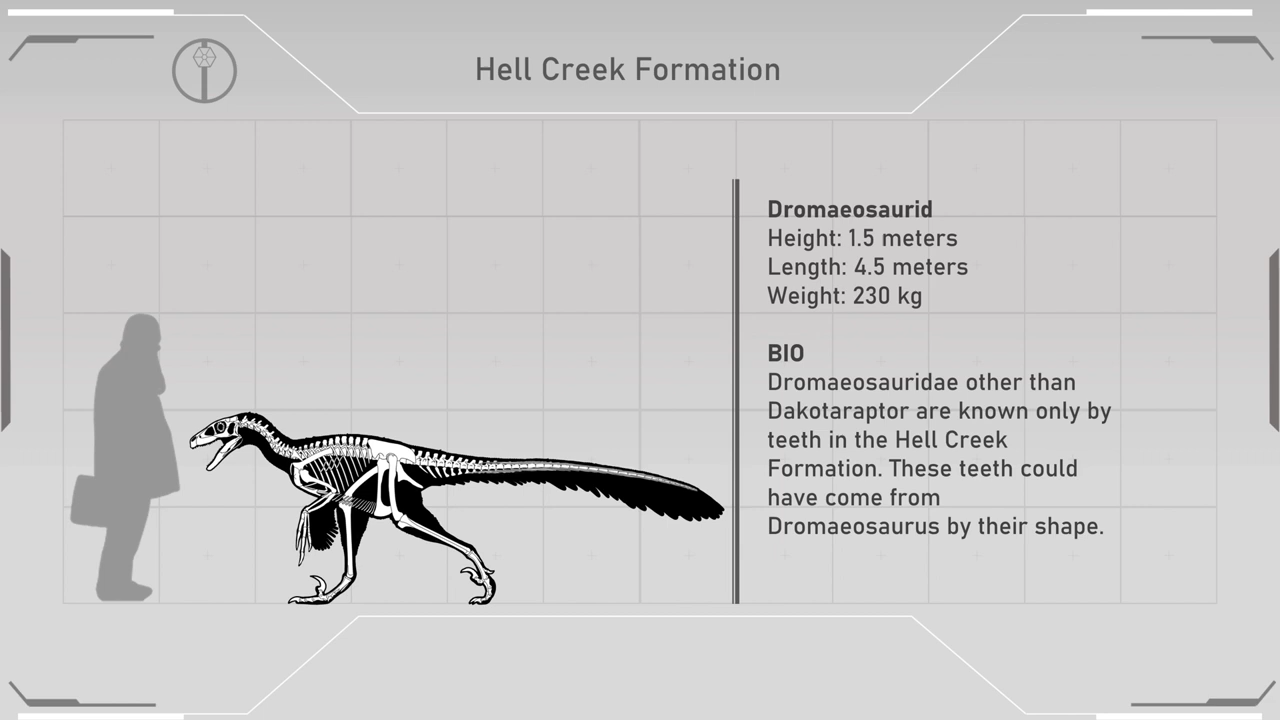 Hell Creek Formation
Dromaeosaurid
Height: 1.5 meters
Length: 4.5 meters
Weight: 230 kg
BIO
Dromaeosauridae other than
Dakotaraptor are known only by
teeth in the Hell Creek
Formation. These teeth could
have come from
Dromaeosaurus by their shape.